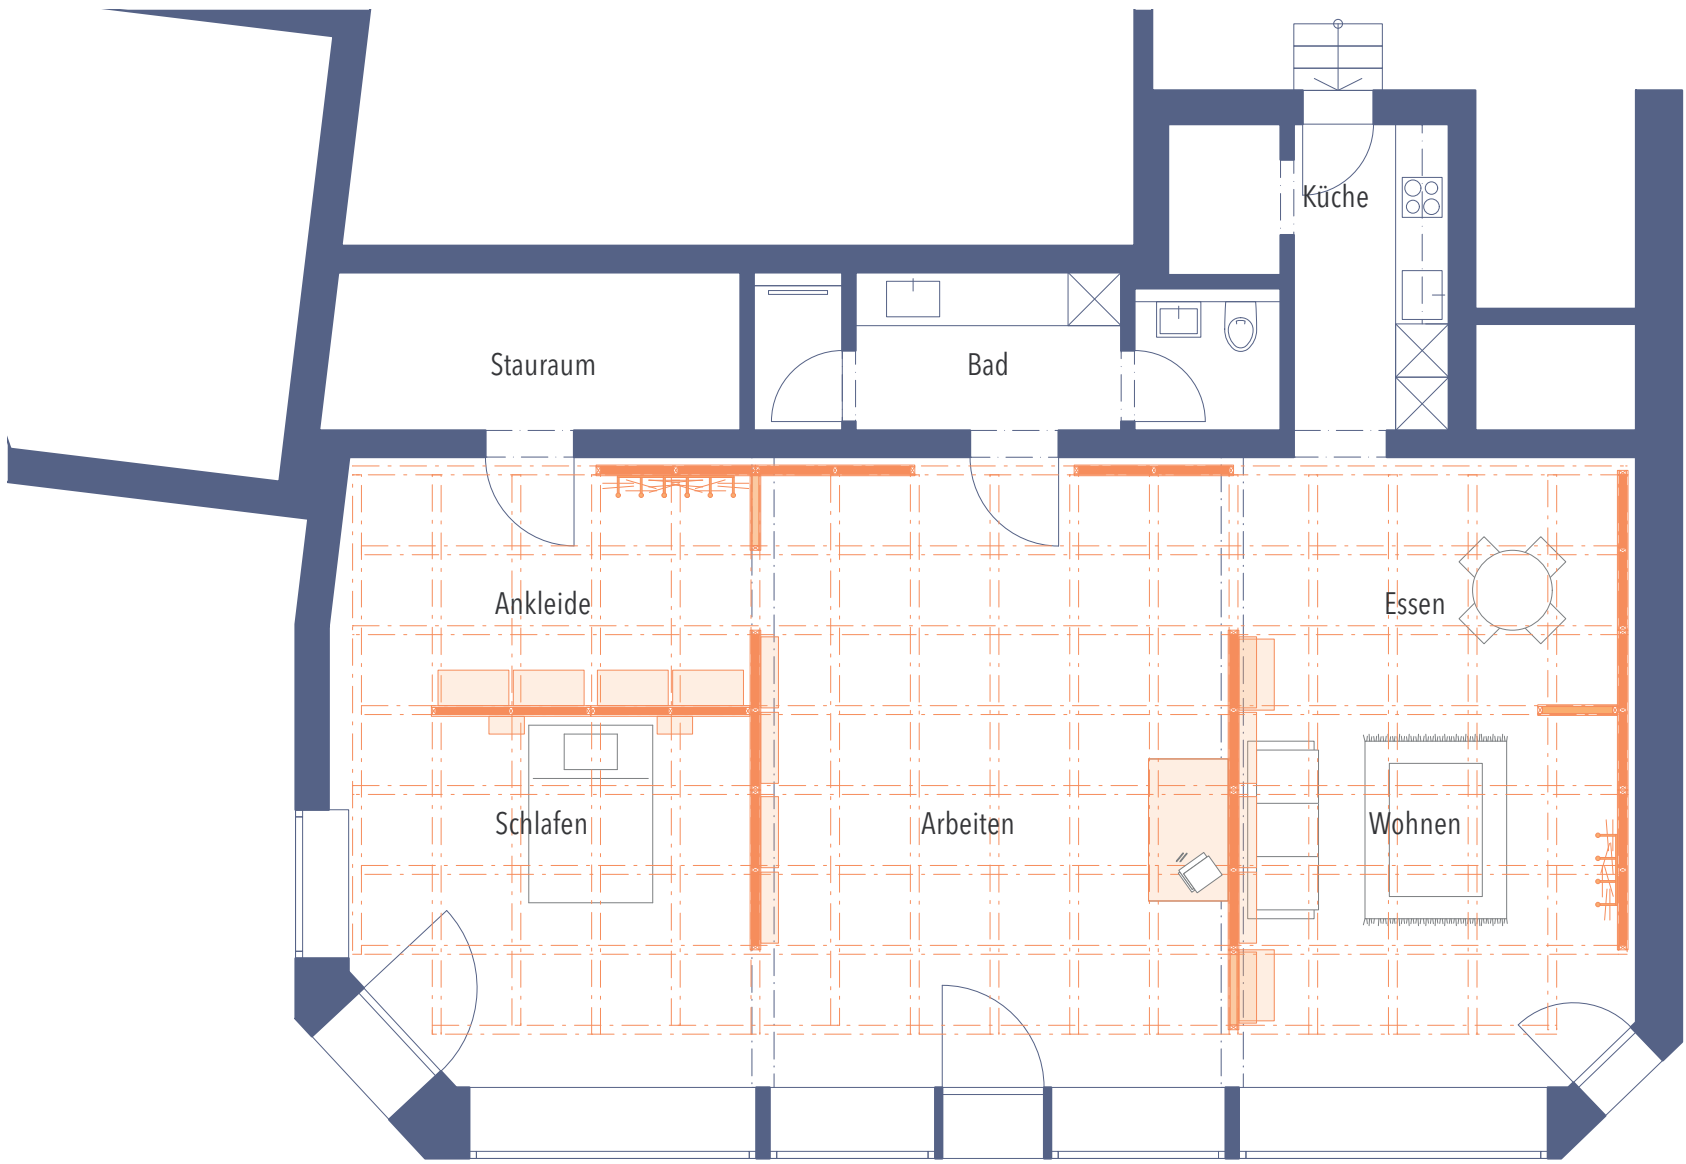 Küche
Stauraum
Bad
Ankleide
Essen
Schlafen
Arbeiten
Wohnen